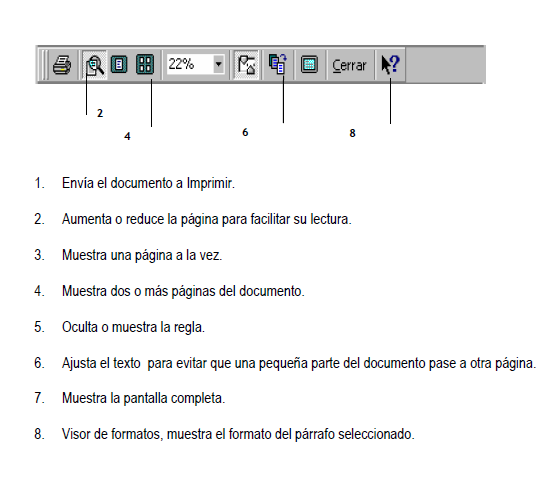 22% Cerrar
2
4 6 8
1. Envía el documento a Imprimir.
2. Aumenta o reduce la página para facilitar su lectura.
3. Muestra una página a la vez.
4. Muestra dos o más páginas del documento.
5. Oculta o muestra la regla.
6. Ajusta el texto  para evitar que una pequeña parte del documento pase a otra página.
7. Muestra la pantalla completa.
8. Visor de formatos, muestra el formato del párrafo seleccionado.